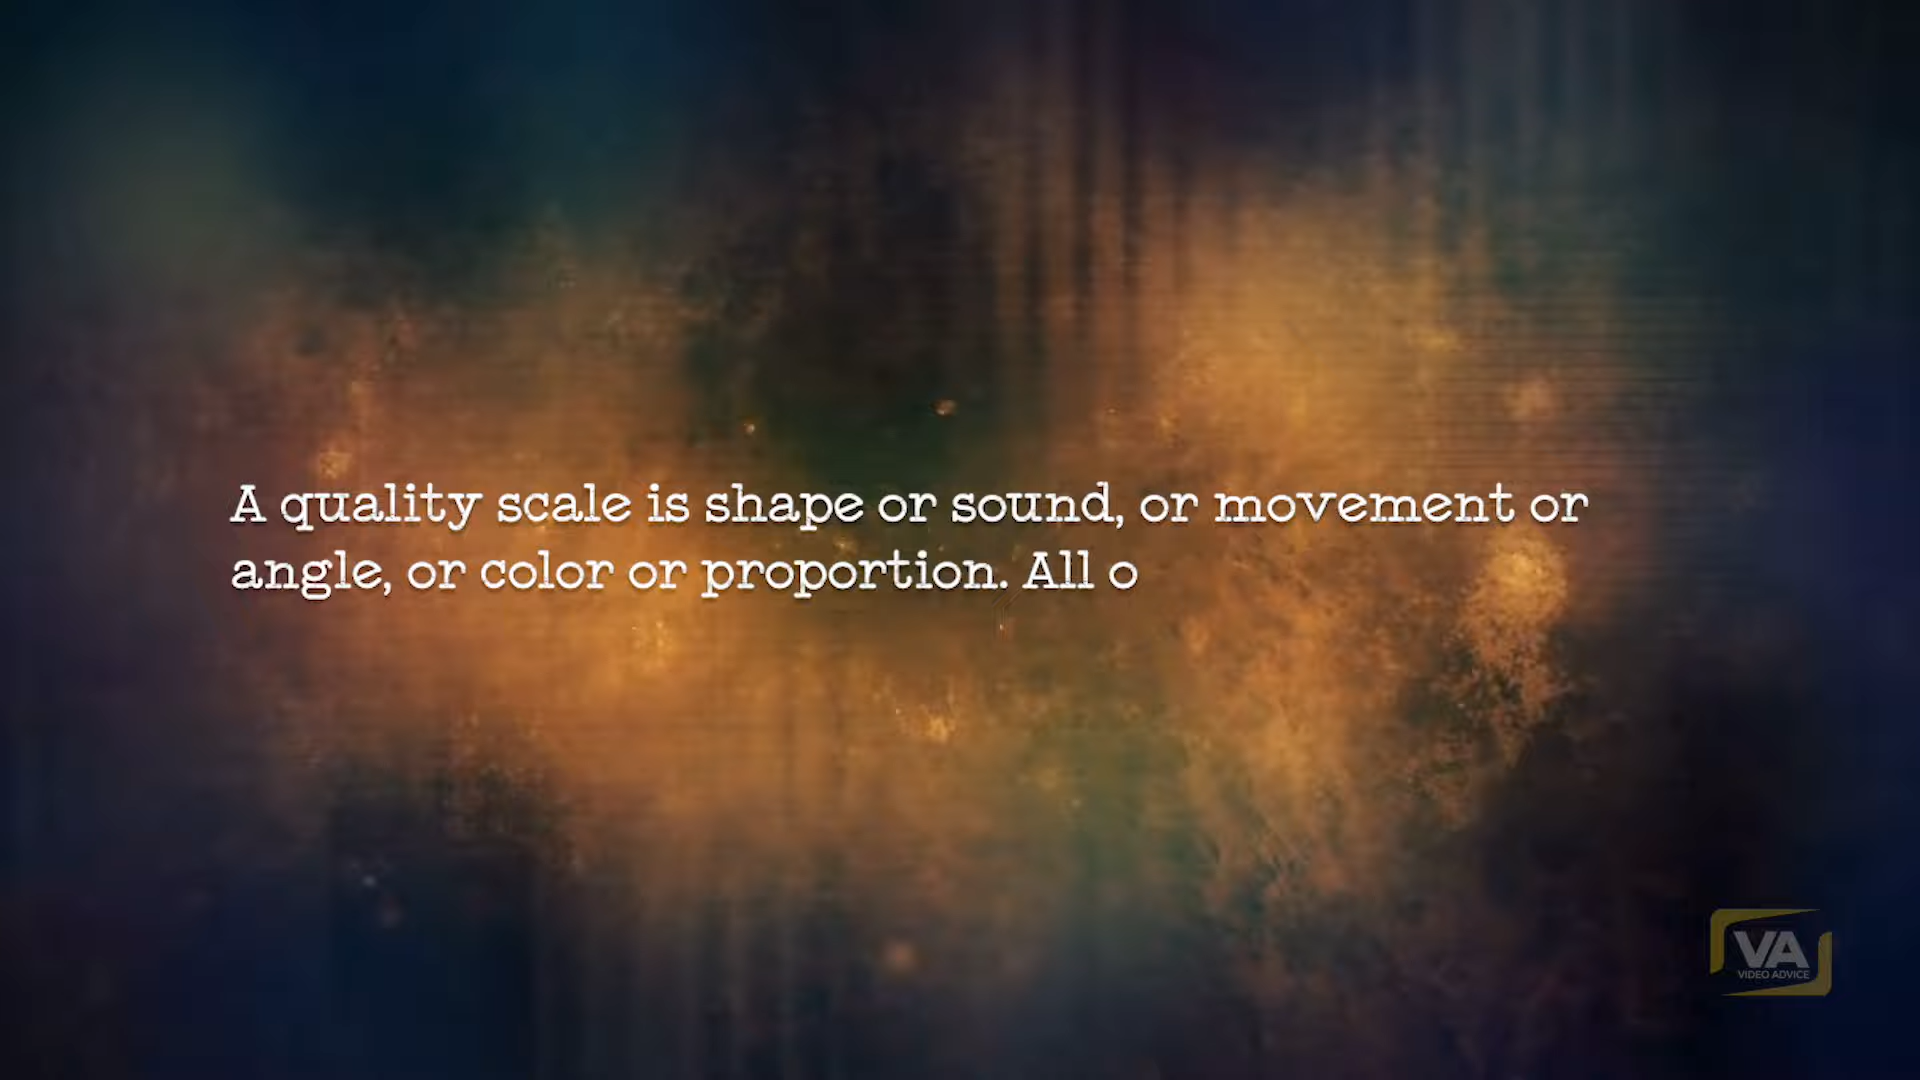 A quality scale is shape or sound, or movement or
angle, or color or proportion. All o
VA
VIDEO ADVICE